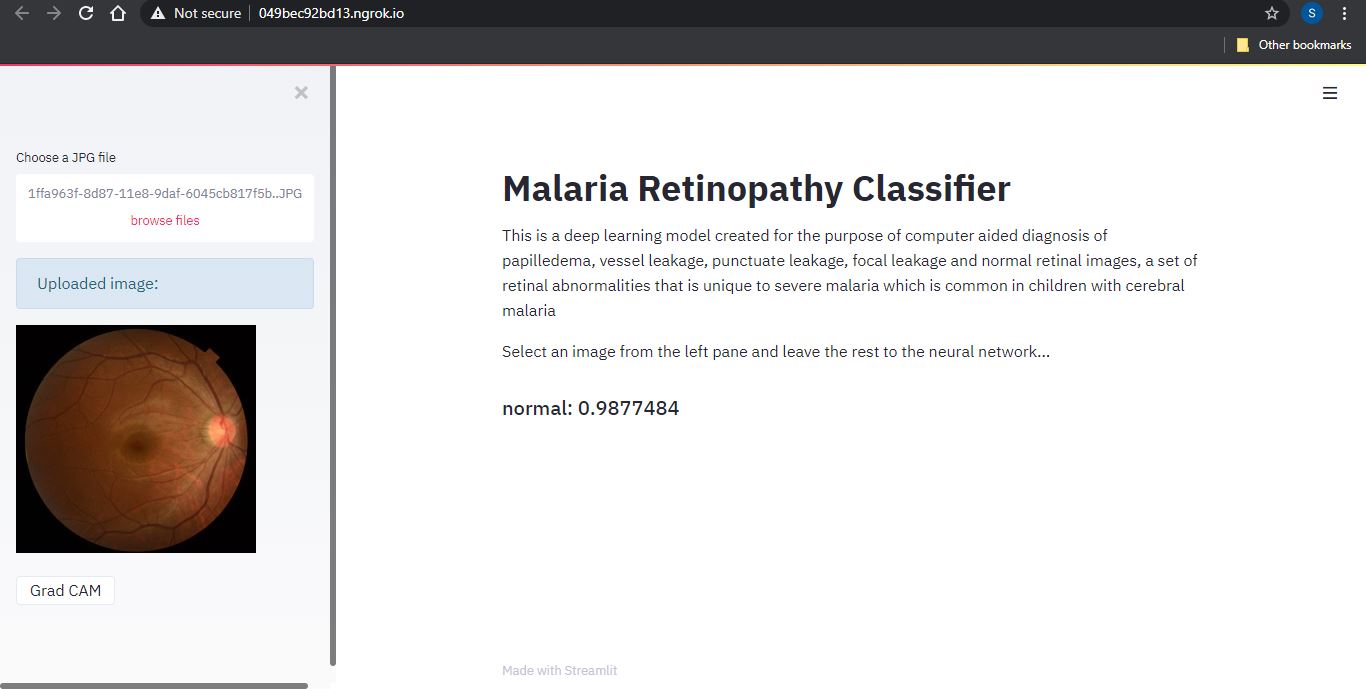 Not secure
049bec92bd13.ngrok.io
S
Other bookmarks
Choose a JPG file
1ffa963f-8d87-11e8-9daf-6045cb817f5b..JPG
browse files
Uploaded image:
Grad CAM
Malaria Retinopathy Classifier
This is a deep learning model created for the purpose of computer aided diagnosis of
papilledema, vessel leakage, punctuate leakage, focal leakage and normal retinal images, a set of
retinal abnormalities that is unique to severe malaria which is common in children with cerebral
malaria
Select an image from the left pane and leave the rest to the neural network...
normal: 0.9877484
Made with Streamlit